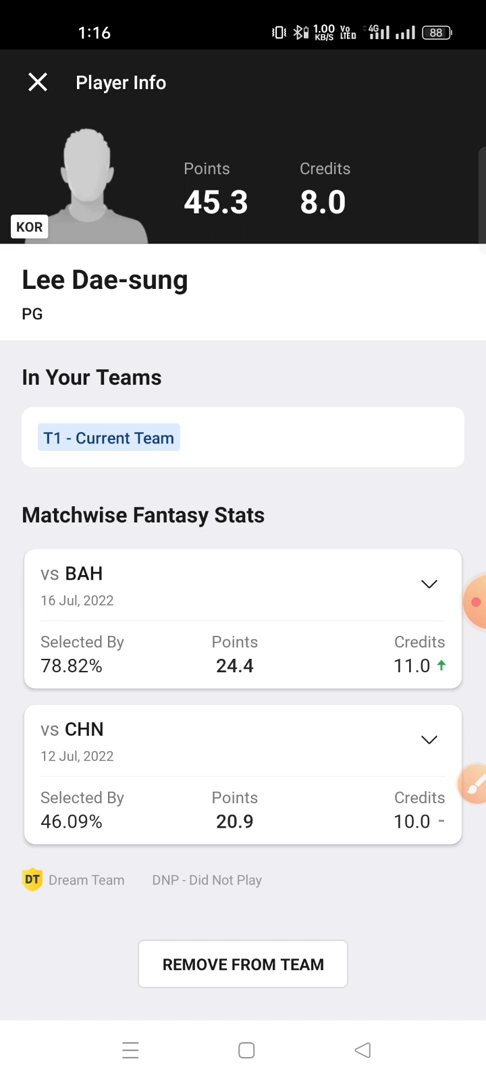 1:16
1.00 KB/S Vo LTED 4G 88
Player Info
Points Credits
45.3 8.0
KOR
Lee Dae-sung
PG
In Your Teams
T1 - Current Team
Matchwise Fantasy Stats
vs BAH
16 Jul, 2022
Selected By Points Credits
78.82% 24.4 11.0
vs CHN
12 Jul, 2022
Selected By Points Credits
46.09% 20.9 10.0 -
DT Dream Team DNP - Did Not Play
REMOVE FROM TEAM